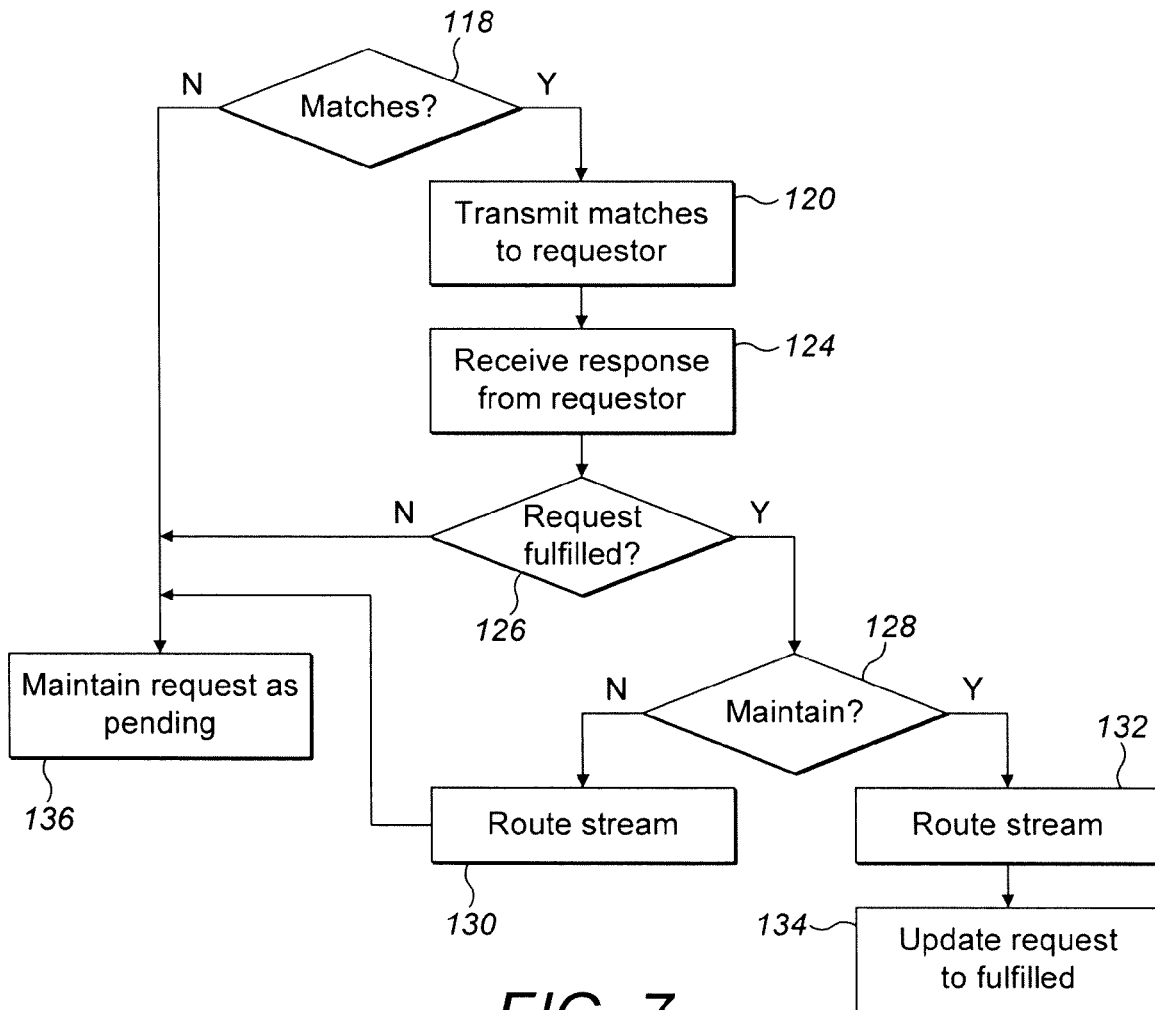 118
N
Y
Matches?
Transmit matches
to requestor
120
Receive response
from requestor
124
N
Y
Request
fulfilled?
126
128
Maintain request as
pending
N
Y
Maintain?
132
136
Route stream
Route stream
130
134
Update request
to fulfilled